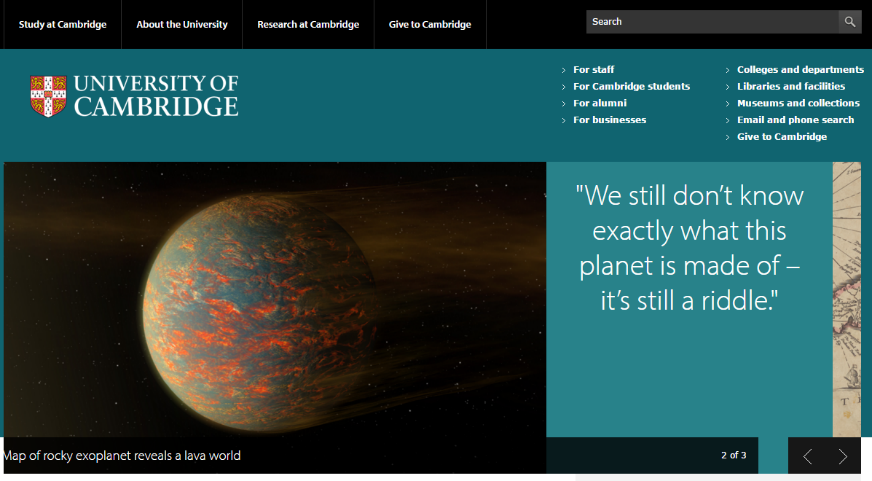 Study at Cambridge
About the University
Research at Cambridge
Give to Cambridge
Search
UNIVERSITY OF
CAMBRIDGE
For staff
For Cambridge students
For alumni
For businesses
Colleges and departments
Libraries and facilities
Museums and collections
Email and phone search
Give to Cambridge
"We still don't know
exactly what this
planet is made of –
it's still a riddle."
Map of rocky exoplanet reveals a lava world
2 of 3